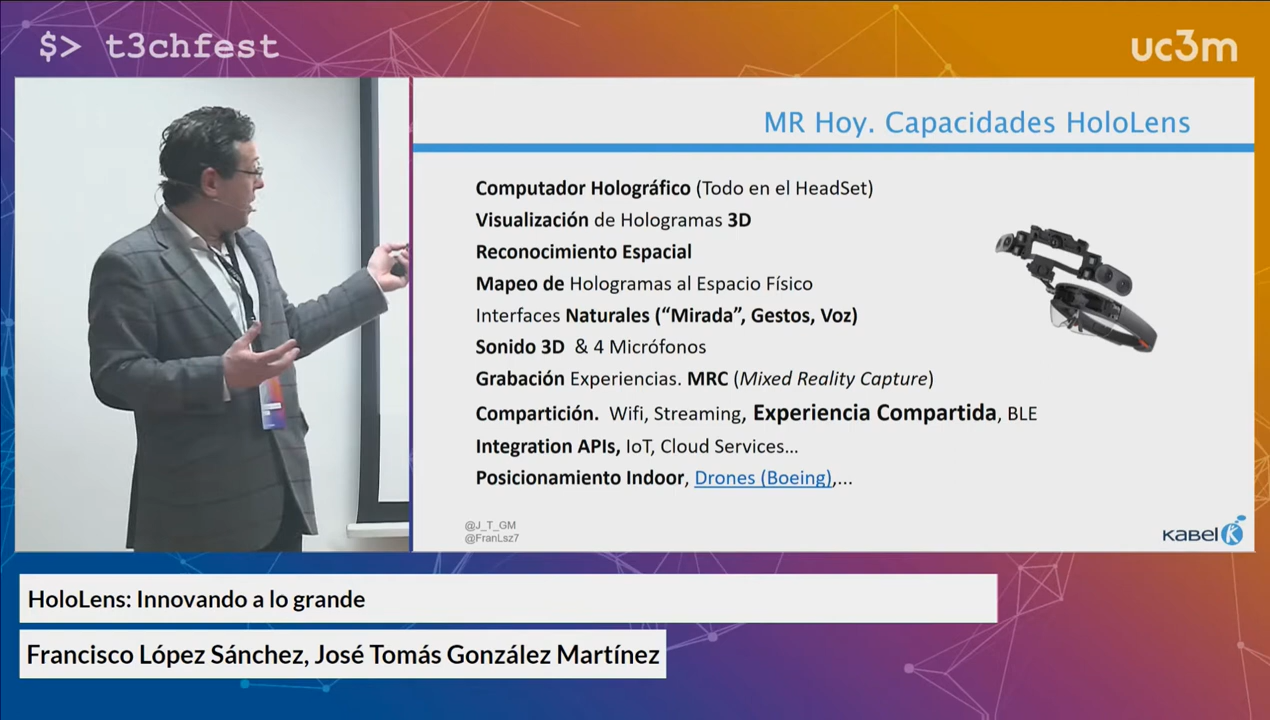 $> t3chfest
uc3m
MR Hoy. Capacidades HoloLens
Computador Holográfico (Todo en el HeadSet)
Visualización de Hologramas 3D
Reconocimiento Espacial
Mapeo de Hologramas al Espacio Físico
Interfaces Naturales (“Mirada”, Gestos, Voz)
Sonido 3D & 4 Micrófonos
Grabación Experiencias. MRC (Mixed Reality Capture)
Compartición. Wifi, Streaming, Experiencia Compartida, BLE
Integration APIs, IoT, Cloud Services...
Posicionamiento Indoor, Drones (Boeing),...
@J_T_GM
@FranLsz7
KABEL
HoloLens: Innovando a lo grande
Francisco López Sánchez, José Tomás González Martínez